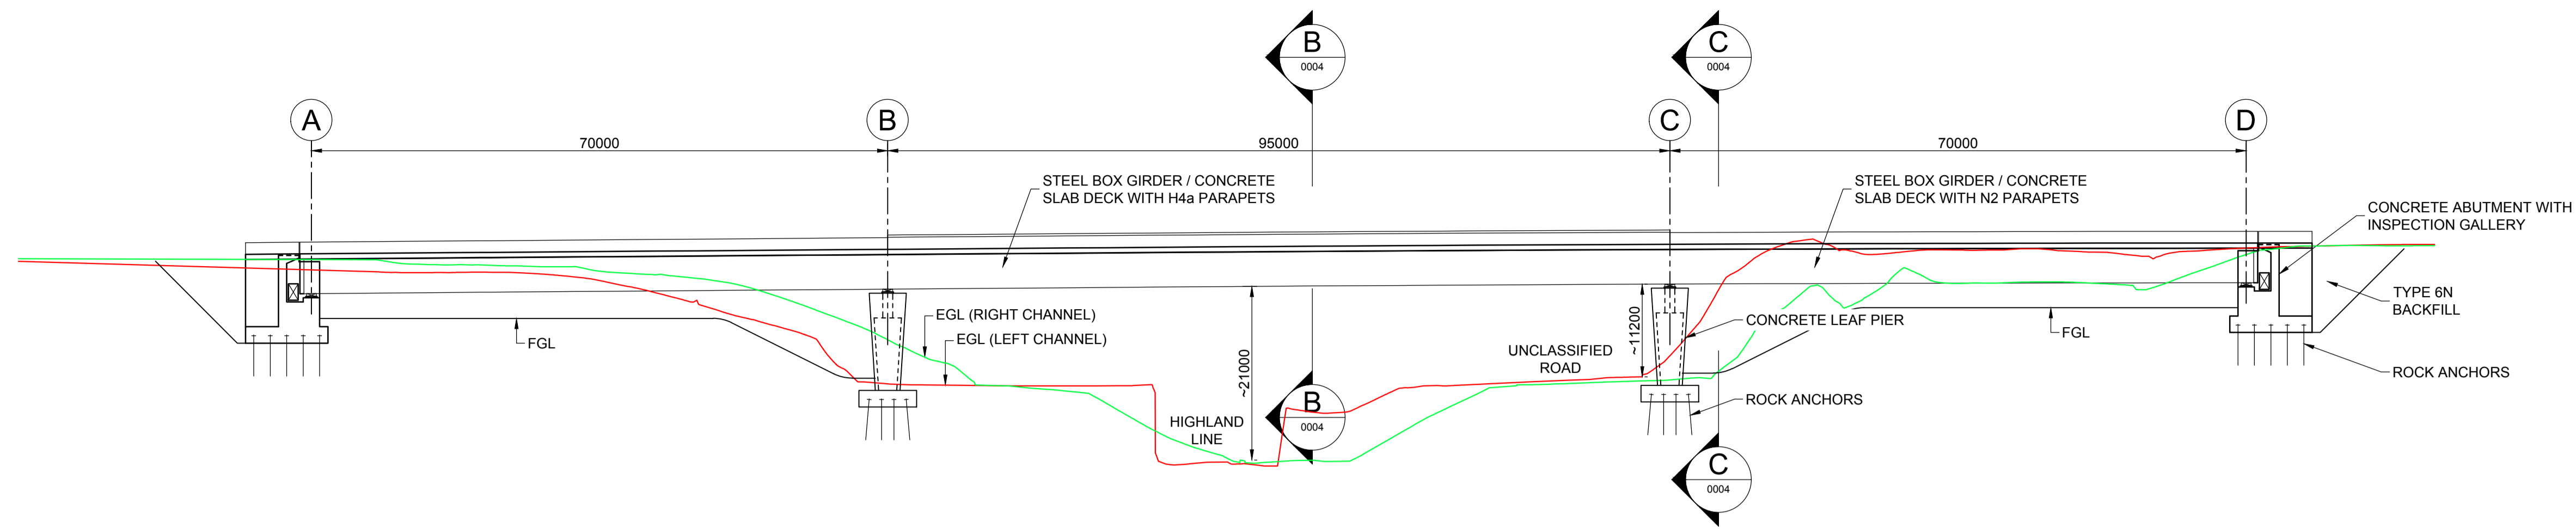 B
0004
C
0004
A
B
C
D
70000
95000
70000
STEEL BOX GIRDER / CONCRETE
SLAB DECK WITH H4a PARAPETS
STEEL BOX GIRDER / CONCRETE
SLAB DECK WITH N2 PARAPETS
CONCRETE ABUTMENT WITH
INSPECTION GALLERY
TYPE 6N
BACKFILL
EGL (RIGHT CHANNEL)
EGL (LEFT CHANNEL)
FGL
CONCRETE LEAF PIER
FGL
~21000
~11200
UNCLASSIFIED
ROAD
ROCK ANCHORS
ROCK ANCHORS
HIGHLAND
LINE
B
0004
C
0004